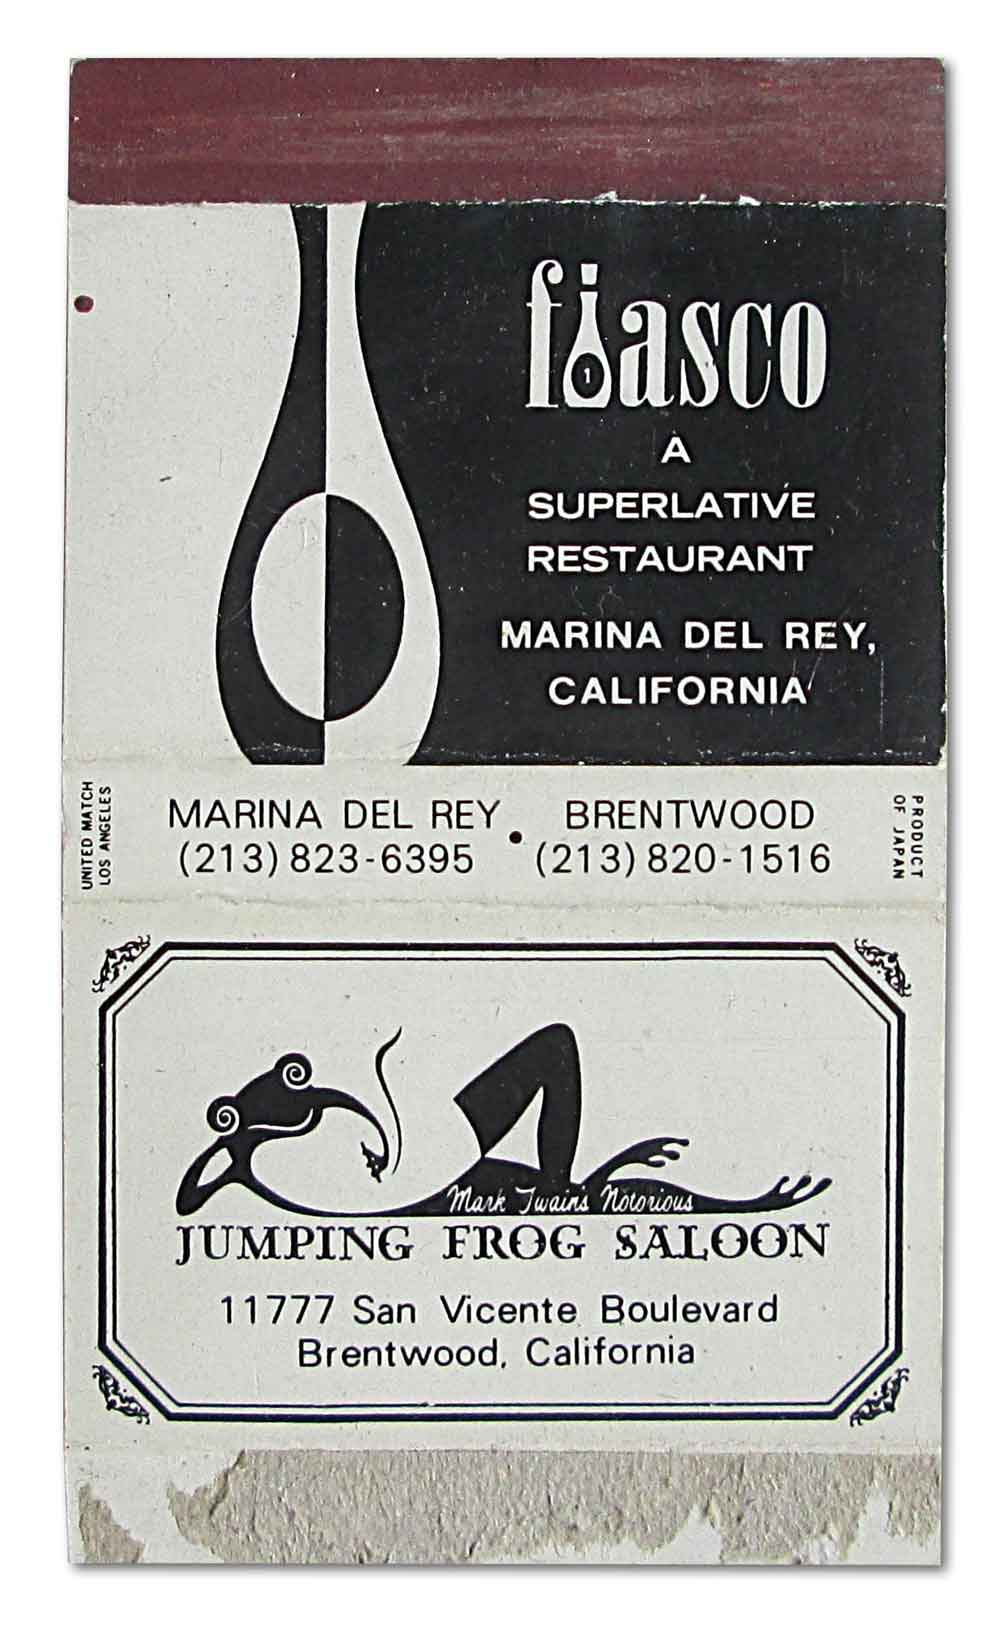 fiasco
1
A
SUPERLATIVE
RESTAURANT
MARINA DEL REY,
CALIFORNIA
UNITED MATCH
LOS ANGELES
MARINA DEL REY • BRENTWOOD
(213) 823-6395 (213) 820-1516
PRODUCT
OF JAPAN
Mark Twain's Notorious
JUMPING FROG SALOON
11777 San Vicente Boulevard
Brentwood, California